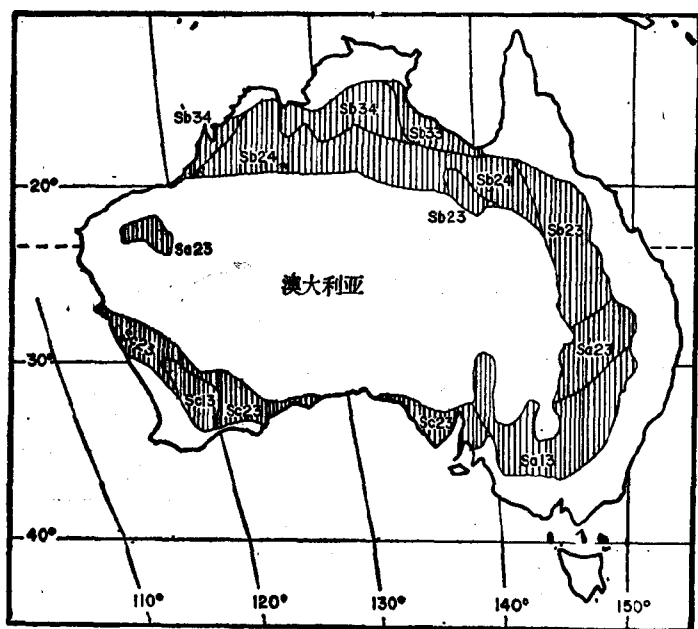 Sb34
Sb34
Sb33
Sb24
Sb24
20°
Sb23
Sb23
Sa23
澳大利亚
Sc23
Sa23
30°
Sc13
Sc23
Sc23
Sa13
40°
110°
120°
130°
140°
150°